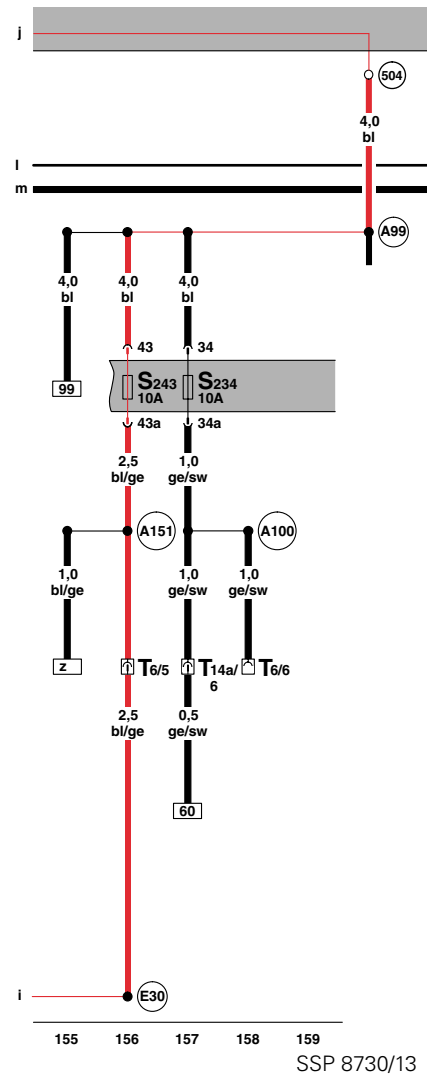 j
504
4,0
bl
l
m
A99
4,0 4,0 4,0
bl bl bl
43 34
99
S243 S234
10A 10A
43a 34a
2,5 1,0
bl/ge ge/sw
A151 A100
1,0 1,0 1,0
bl/ge ge/sw ge/sw
z T6/5 T14a/ T6/6
6
2,5 0,5
bl/ge ge/sw
60
i E30
155 156 157 158 159
SSP 8730/13